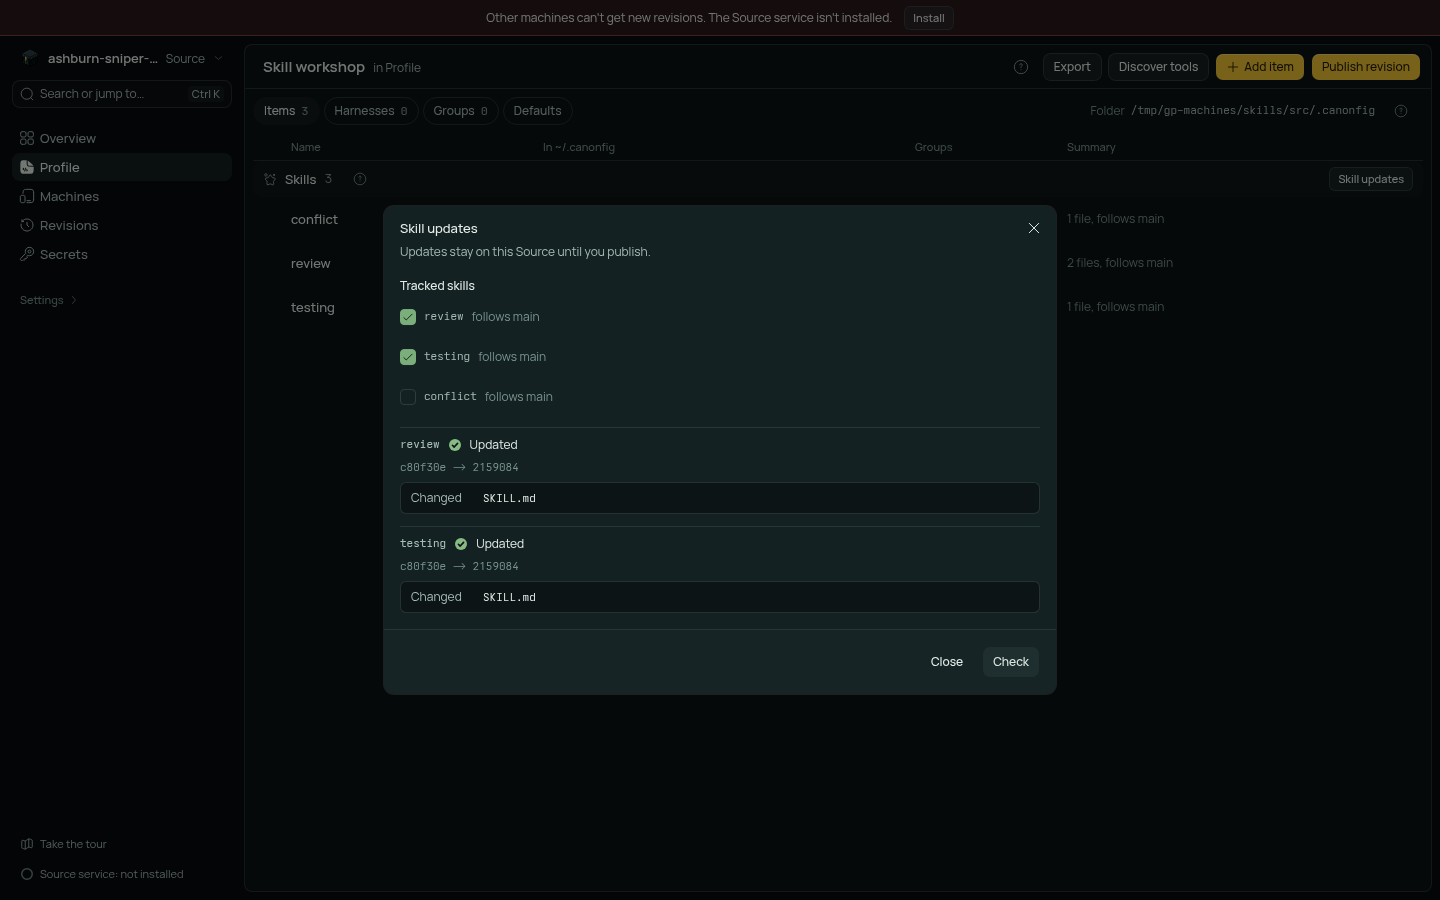 Other machines can't get new revisions. The Source service isn't installed. Install
ashburn-sniper-... Source
Search or jump to... Ctrl K
Overview
Profile
Machines
Revisions
Secrets
Settings
Take the tour
Source service: not installed
Skill workshop in Profile
Export Discover tools Add item Publish revision
Items 3 Harnesses 0 Groups 0 Defaults
Folder /tmp/gp-machines/skills/src/.canonfig
Name In ~/.canonfig Groups Summary
Skills 3 Skill updates
conflict 1 file, follows main
review 2 files, follows main
testing 1 file, follows main
Skill updates
Updates stay on this Source until you publish.
Tracked skills
review follows main
testing follows main
conflict follows main
review Updated
c80f30e → 2159084
Changed SKILL.md
testing Updated
c80f30e → 2159084
Changed SKILL.md
Close Check